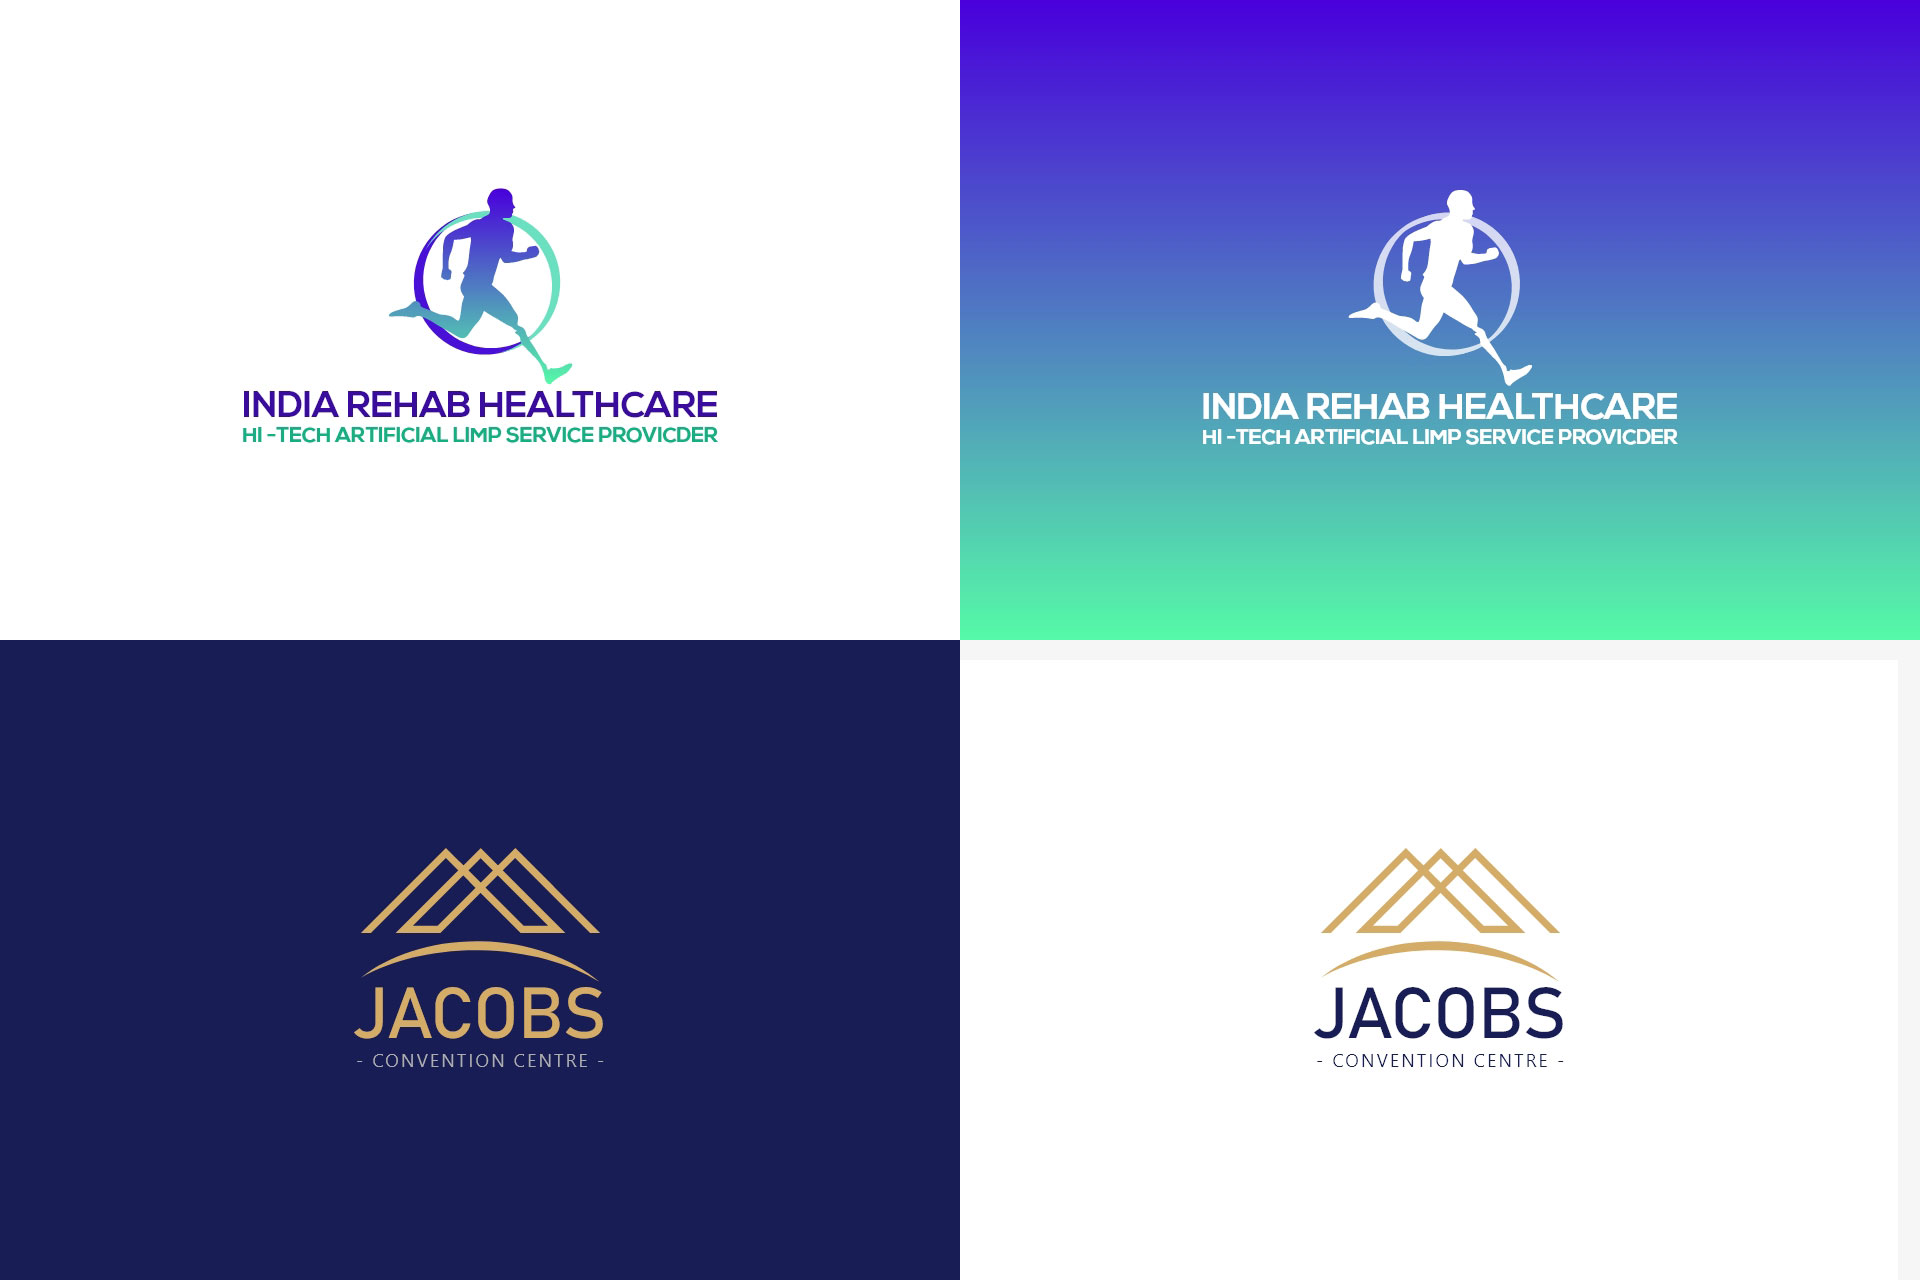 INDIA REHAB HEALTHCARE
HI -TECH ARTIFICIAL LIMP SERVICE PROVICDER
INDIA REHAB HEALTHCARE
HI -TECH ARTIFICIAL LIMP SERVICE PROVICDER
JACOBS
- CONVENTION CENTRE -
JACOBS
- CONVENTION CENTRE -